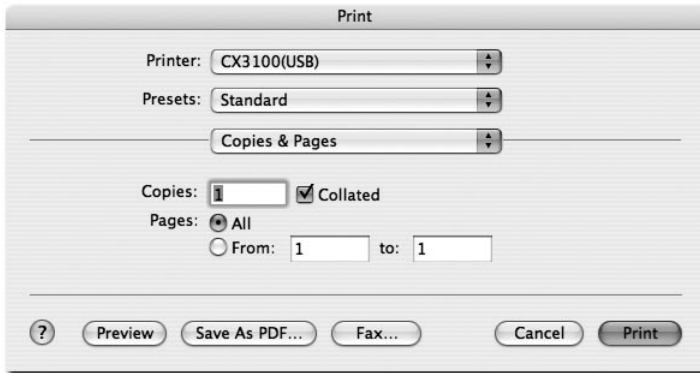 Print
Printer: CX3100(USB)
Presets: Standard
Copies & Pages
Copies: 1 Collated
Pages: All
From: 1 to: 1
? Preview Save As PDF... Fax... Cancel Print